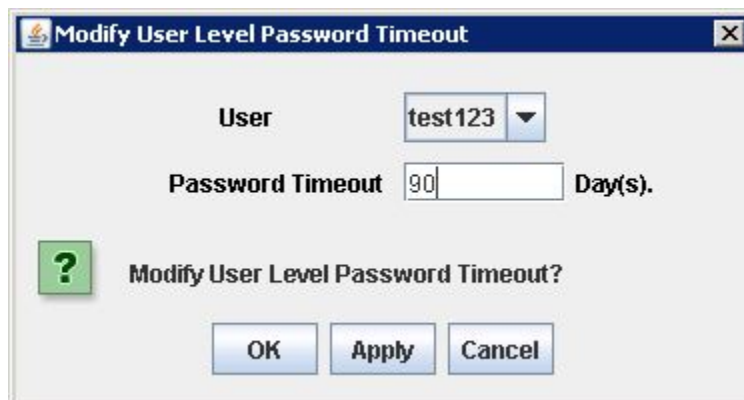 Modify User Level Password Timeout
User test123
Password Timeout 90 Day(s).
? Modify User Level Password Timeout?
OK Apply Cancel